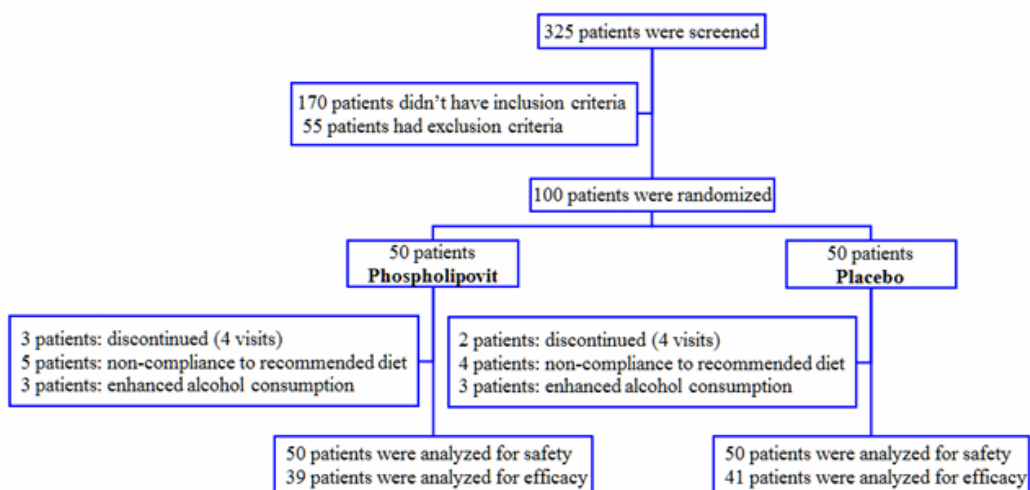 325 patients were screened
170 patients didn't have inclusion criteria
55 patients had exclusion criteria
100 patients were randomized
50 patients
Phospholipovit
50 patients
Placebo
3 patients: discontinued (4 visits)
5 patients: non-compliance to recommended diet
3 patients: enhanced alcohol consumption
2 patients: discontinued (4 visits)
4 patients: non-compliance to recommended diet
3 patients: enhanced alcohol consumption
50 patients were analyzed for safety
39 patients were analyzed for efficacy
50 patients were analyzed for safety
41 patients were analyzed for efficacy